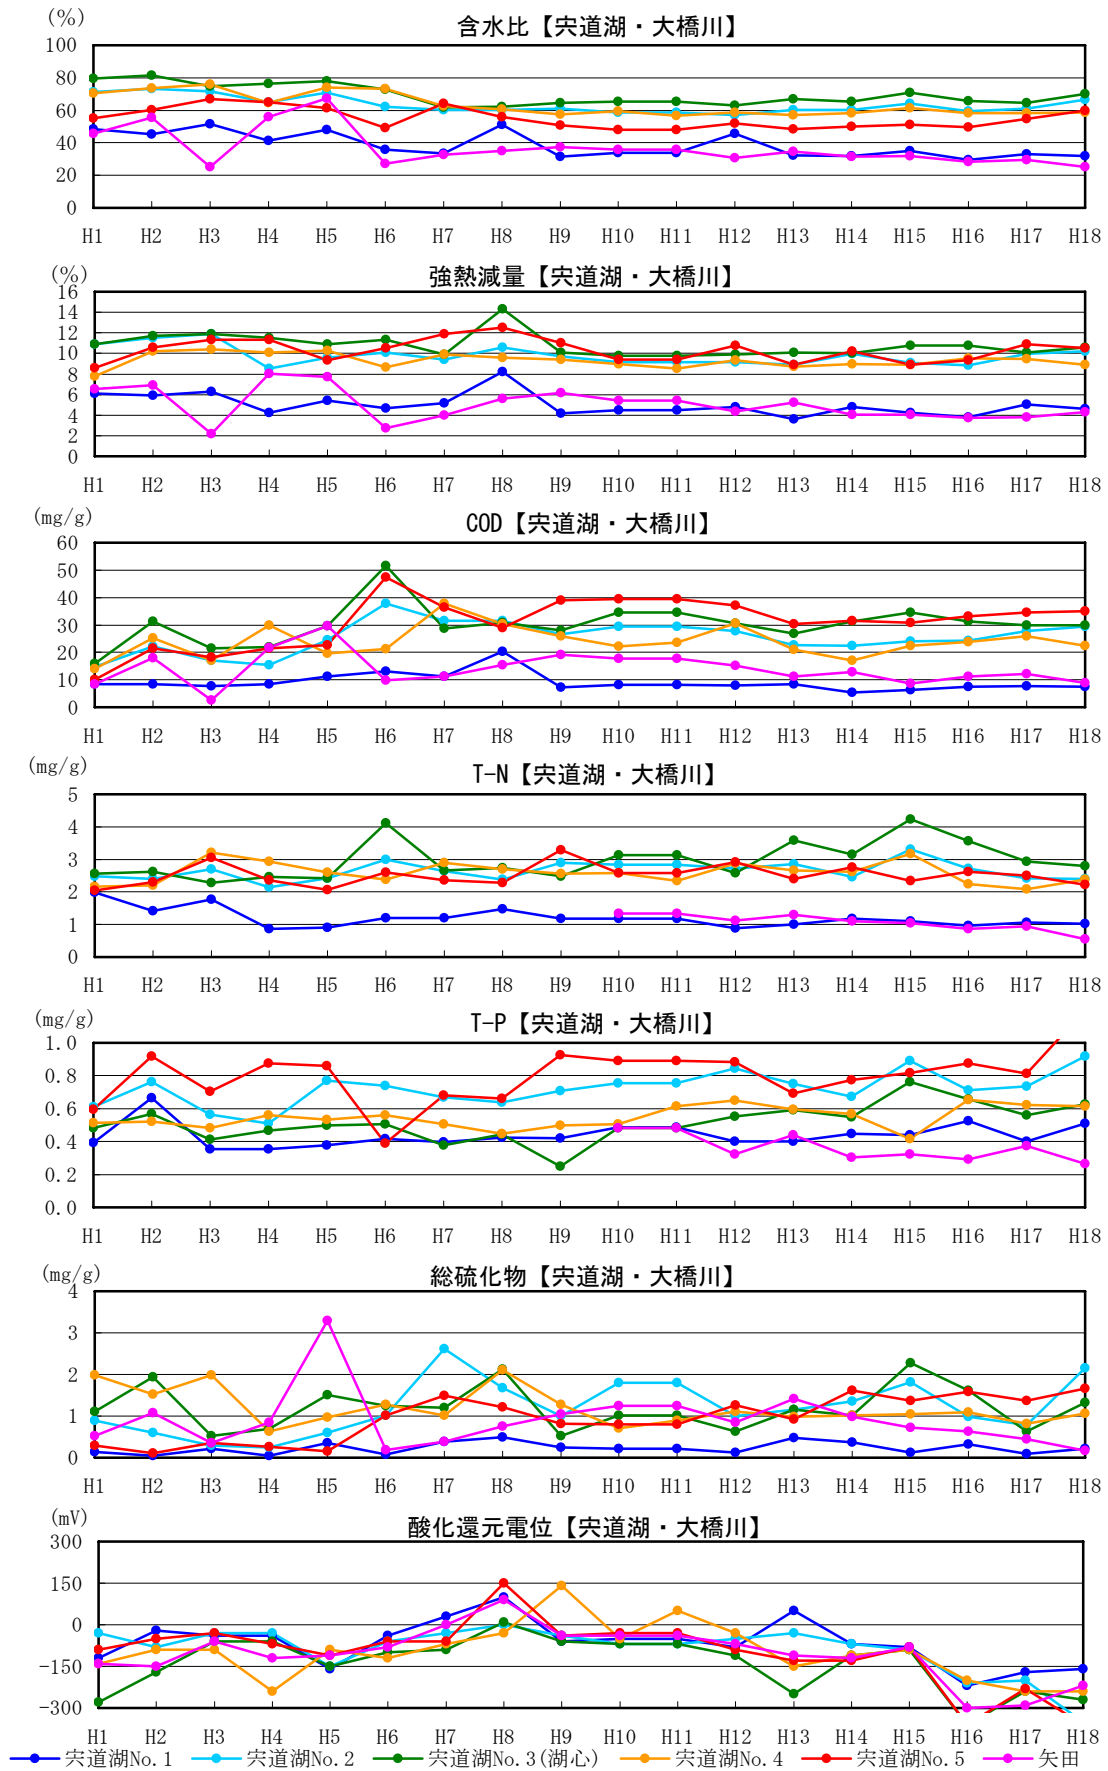 (%)
含水比【宍道湖・大橋川】
100
80
60
40
20
0
H1 H2 H3 H4 H5 H6 H7 H8 H9 H10 H11 H12 H13 H14 H15 H16 H17 H18
(%)
強熱減量【宍道湖・大橋川】
16
14
12
10
8
6
4
2
0
H1 H2 H3 H4 H5 H6 H7 H8 H9 H10 H11 H12 H13 H14 H15 H16 H17 H18
(mg/g)
COD【宍道湖・大橋川】
60
50
40
30
20
10
0
H1 H2 H3 H4 H5 H6 H7 H8 H9 H10 H11 H12 H13 H14 H15 H16 H17 H18
(mg/g)
T-N【宍道湖・大橋川】
5
4
3
2
1
0
H1 H2 H3 H4 H5 H6 H7 H8 H9 H10 H11 H12 H13 H14 H15 H16 H17 H18
(mg/g)
T-P【宍道湖・大橋川】
1.0
0.8
0.6
0.4
0.2
0.0
H1 H2 H3 H4 H5 H6 H7 H8 H9 H10 H11 H12 H13 H14 H15 H16 H17 H18
(mg/g)
総硫化物【宍道湖・大橋川】
4
3
2
1
0
H1 H2 H3 H4 H5 H6 H7 H8 H9 H10 H11 H12 H13 H14 H15 H16 H17 H18
(mV)
酸化還元電位【宍道湖・大橋川】
300
150
0
-150
-300
H1 H2 H3 H4 H5 H6 H7 H8 H9 H10 H11 H12 H13 H14 H15 H16 H17 H18
宍道湖No.1 宍道湖No.2 宍道湖No.3(湖心) 宍道湖No.4 宍道湖No.5 矢田